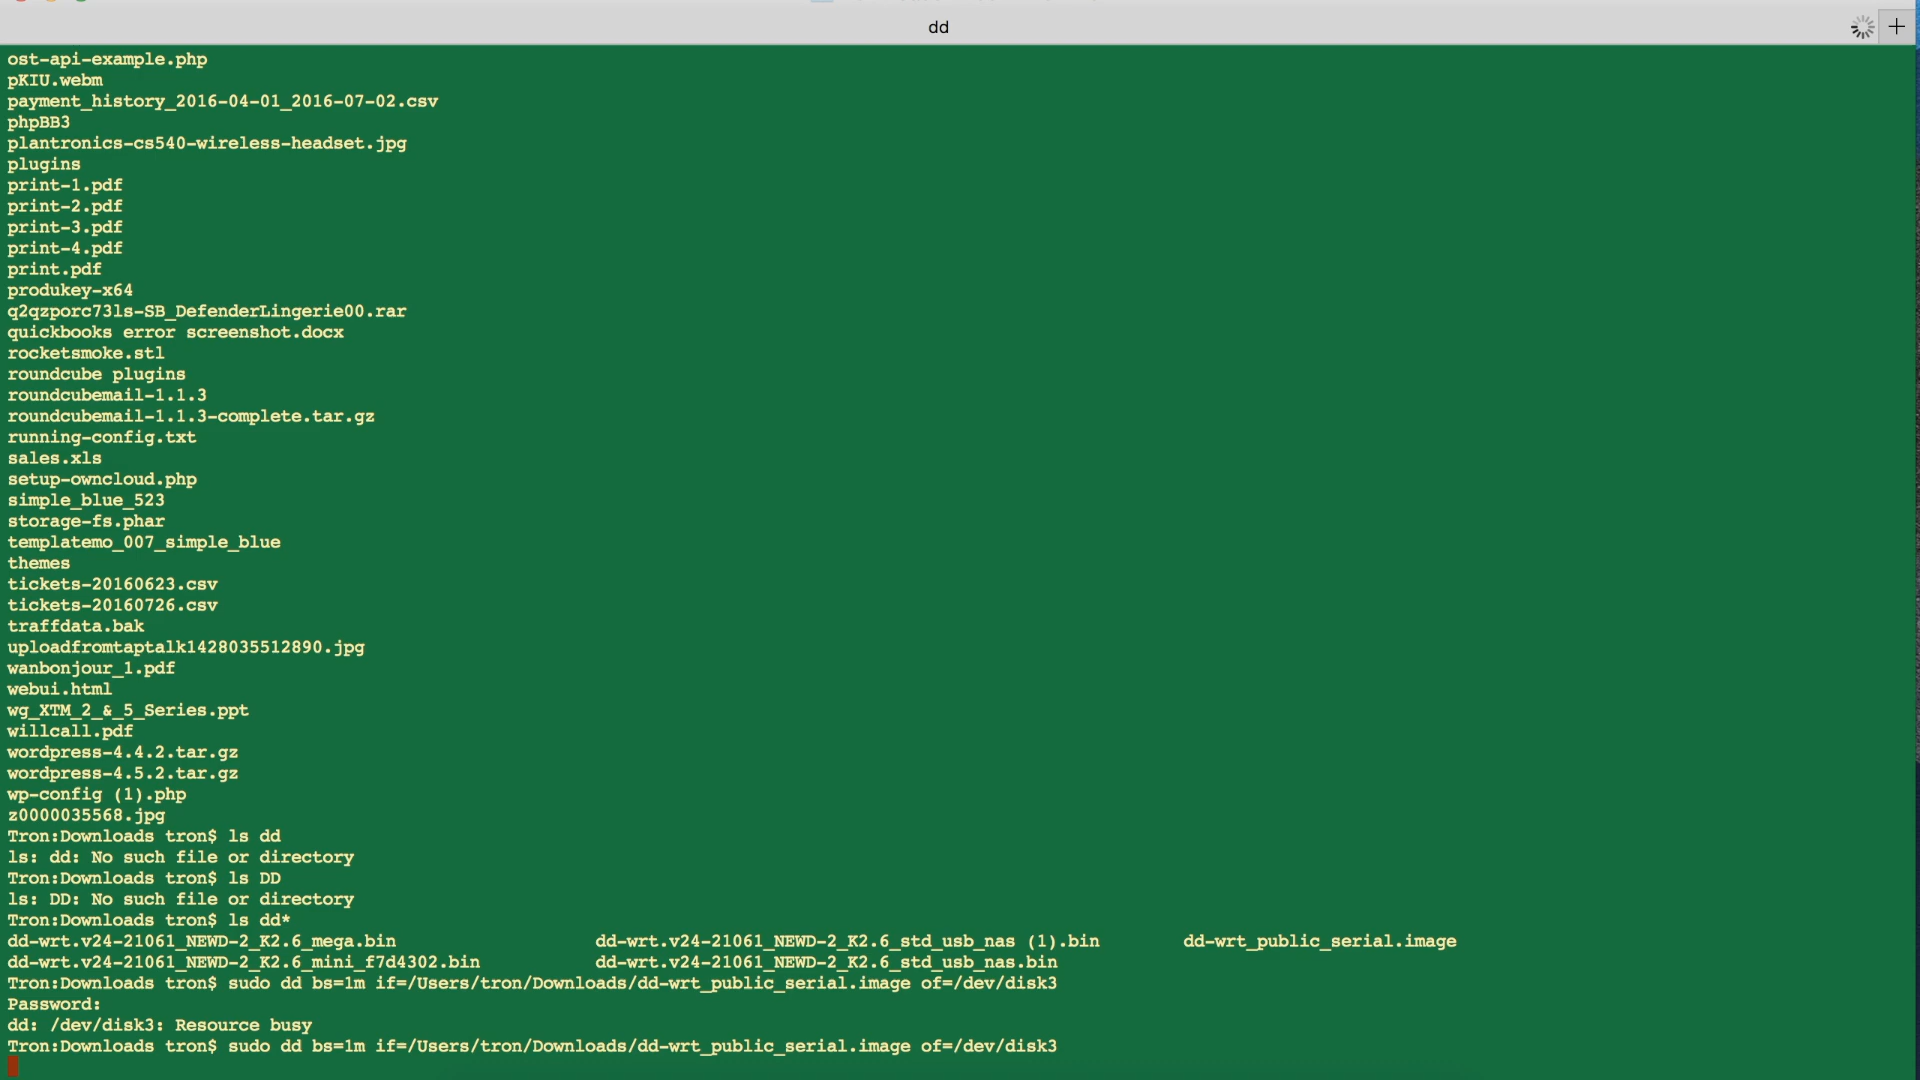 dd
+
ost-api-example.php
pKIU.webm
payment_history_2016-04-01_2016-07-02.csv
phpBB3
plantronics-cs540-wireless-headset.jpg
plugins
print-1.pdf
print-2.pdf
print-3.pdf
print-4.pdf
print.pdf
produkey-x64
q2qzporc73ls-SB_DefenderLingerie00.rar
quickbooks error screenshot.docx
rocketsmoke.stl
roundcube plugins
roundcubemail-1.1.3
roundcubemail-1.1.3-complete.tar.gz
running-config.txt
sales.xls
setup-owncloud.php
simple_blue_523
storage-fs.phar
templatemo_007_simple_blue
themes
tickets-20160623.csv
tickets-20160726.csv
traffdata.bak
uploadfromtaptalk1428035512890.jpg
wanbonjour_1.pdf
webui.html
wg_XTM_2_&_5_Series.ppt
willcall.pdf
wordpress-4.4.2.tar.gz
wordpress-4.5.2.tar.gz
wp-config (1).php
z0000035568.jpg
Tron:Downloads tron$ ls dd
ls: dd: No such file or directory
Tron:Downloads tron$ ls DD
ls: DD: No such file or directory
Tron:Downloads tron$ ls dd*
dd-wrt.v24-21061_NEWD-2_K2.6_mega.bin dd-wrt.v24-21061_NEWD-2_K2.6_std_usb_nas (1).bin dd-wrt_public_serial.image
dd-wrt.v24-21061_NEWD-2_K2.6_mini_f7d4302.bin dd-wrt.v24-21061_NEWD-2_K2.6_std_usb_nas.bin
Tron:Downloads tron$ sudo dd bs=1m if=/Users/tron/Downloads/dd-wrt_public_serial.image of=/dev/disk3
Password:
dd: /dev/disk3: Resource busy
Tron:Downloads tron$ sudo dd bs=1m if=/Users/tron/Downloads/dd-wrt_public_serial.image of=/dev/disk3